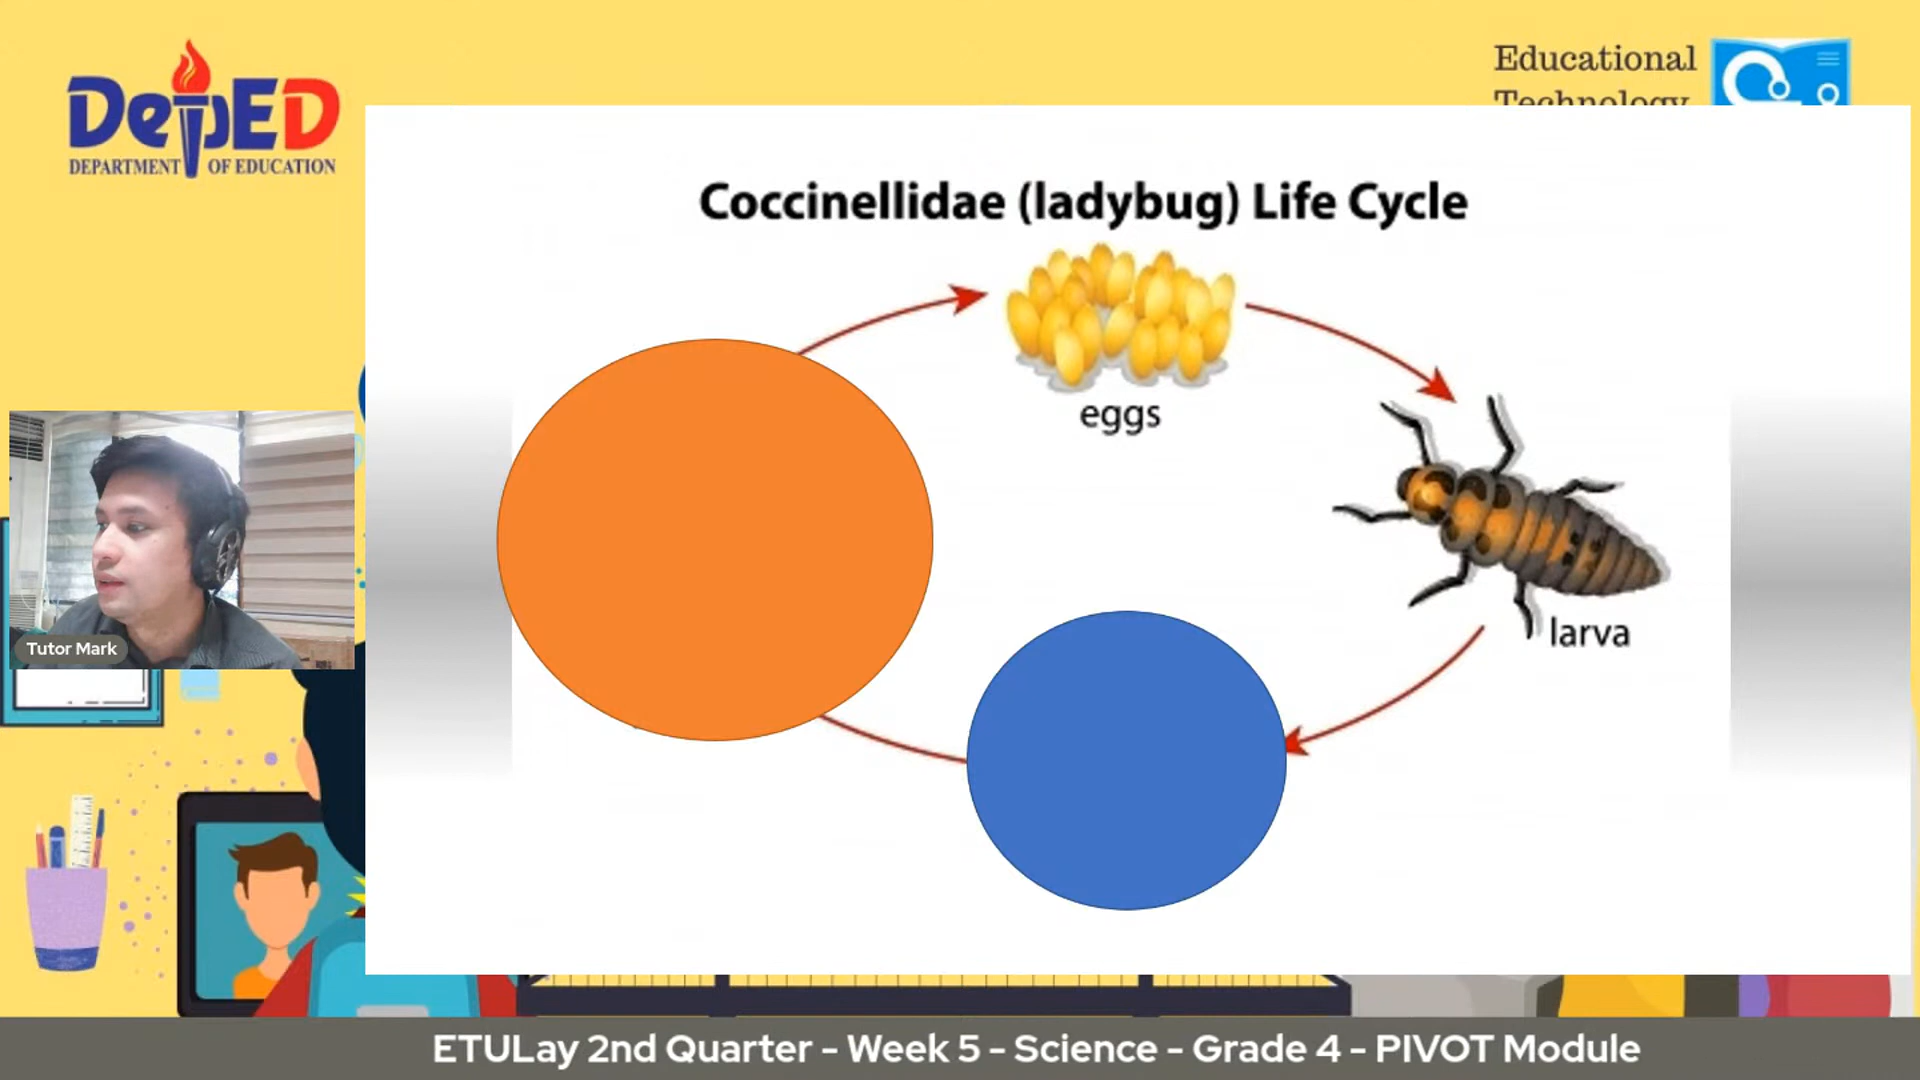 DepED
DEPARTMENT OF EDUCATION
Educational
Technology
Coccinellidae (ladybug) Life Cycle
eggs
larva
Tutor Mark
ETULay 2nd Quarter - Week 5 - Science - Grade 4 - PIVOT Module